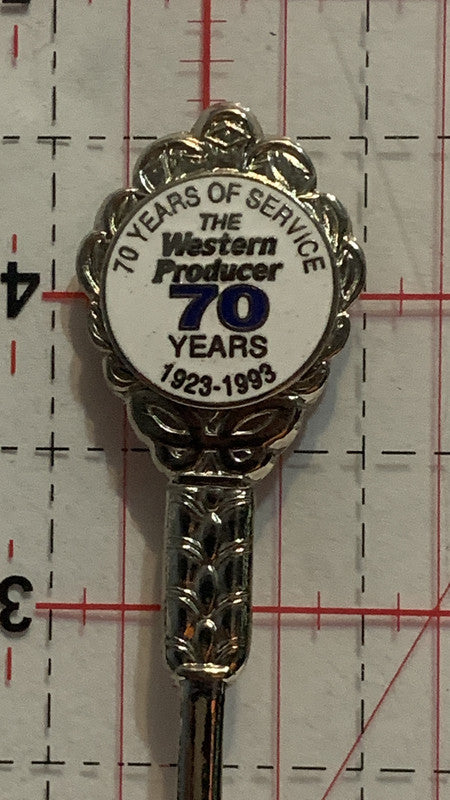 70 YEARS OF SERVICE
THE
Western
Producer
70
YEARS
1923-1993
4
3